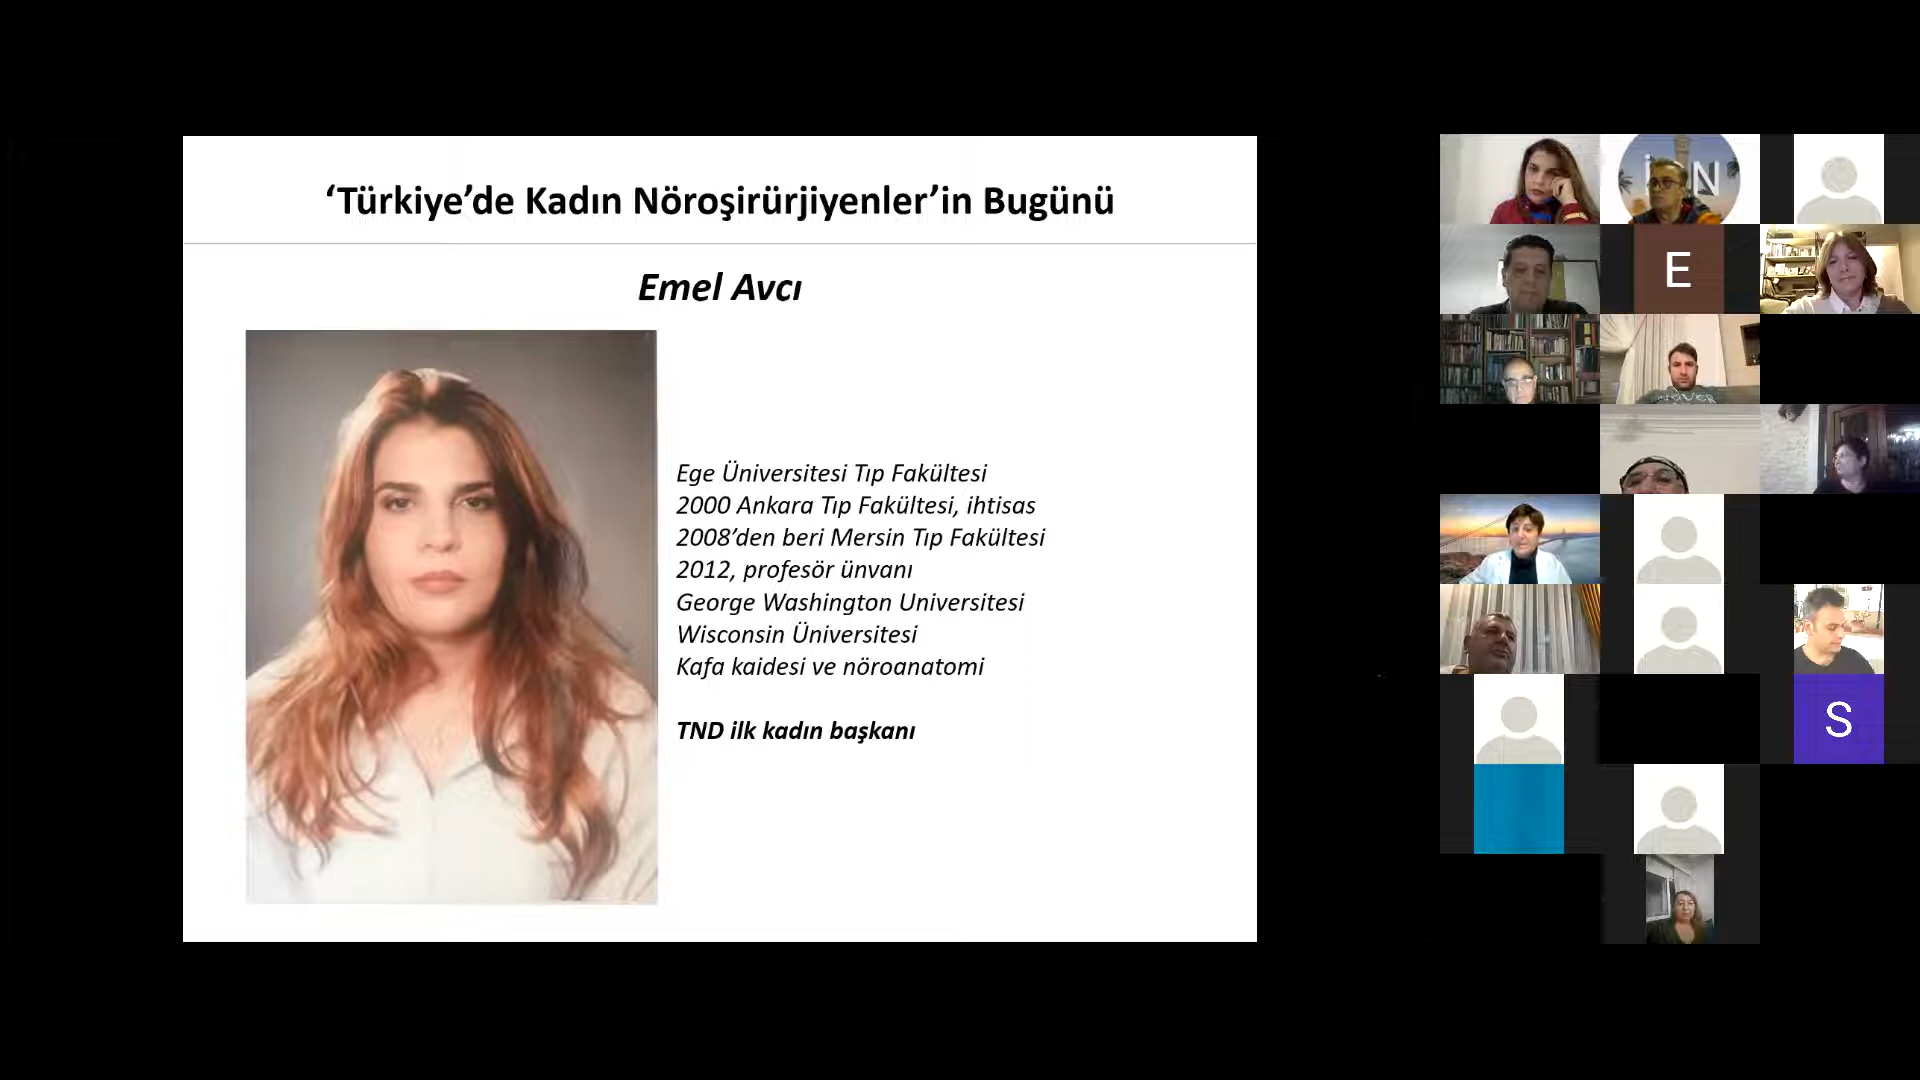 ‘Türkiye’de Kadın Nöroşirürjiyenler’in Bugünü
Emel Avcı
Ege Üniversitesi Tıp Fakültesi
2000 Ankara Tıp Fakültesi, ihtisas
2008’den beri Mersin Tıp Fakültesi
2012, profesör ünvanı
George Washington Universitesi
Wisconsin Üniversitesi
Kafa kaidesi ve nöroanatomi
TND ilk kadın başkanı
E
S